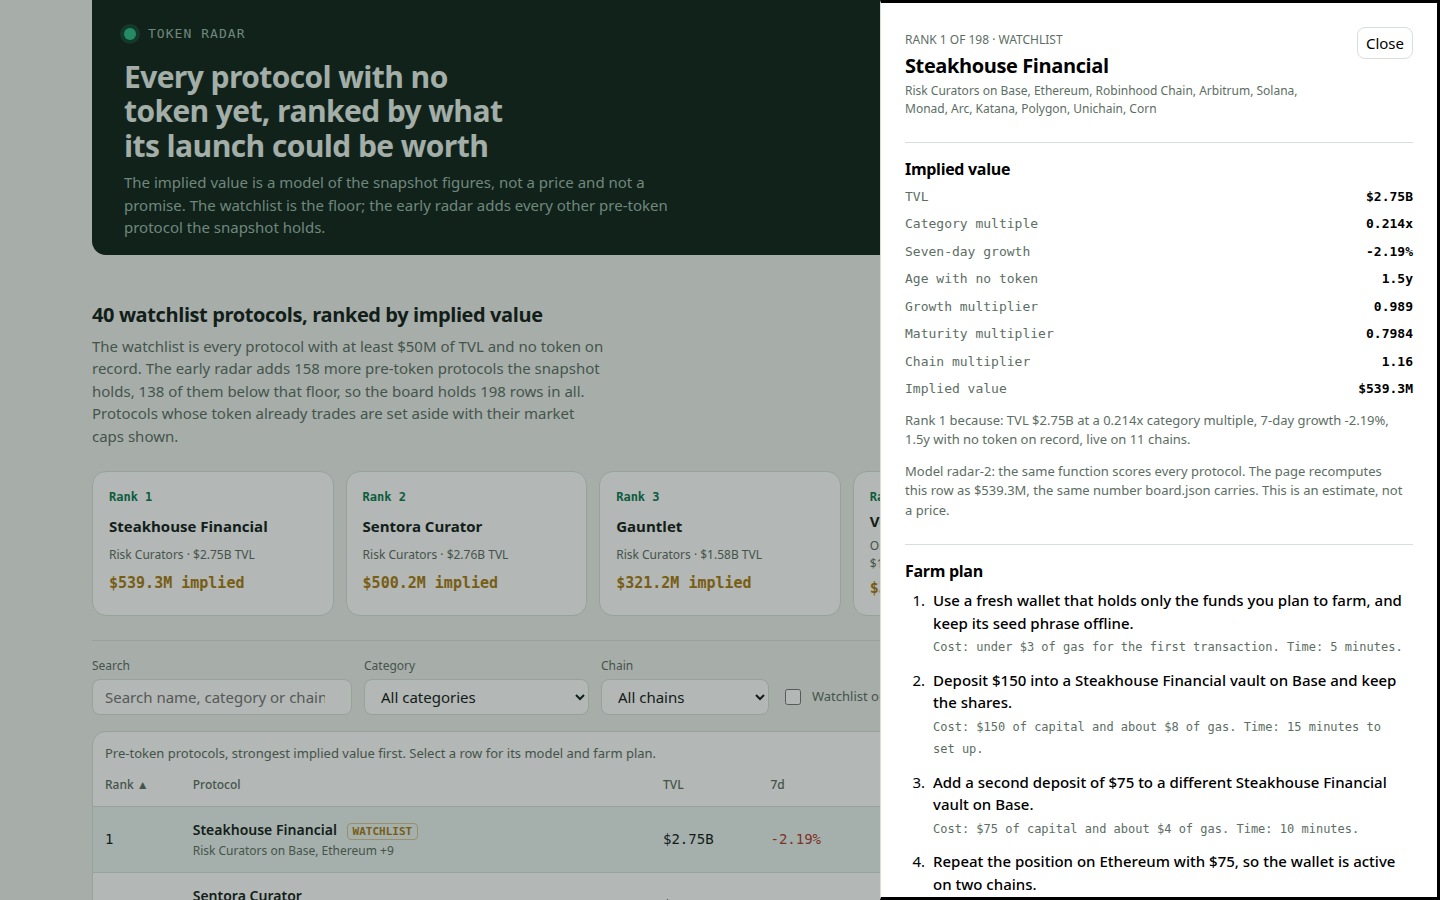 TOKEN RADAR
Every protocol with no
token yet, ranked by what
its launch could be worth
The implied value is a model of the snapshot figures, not a price and not a
promise. The watchlist is the floor; the early radar adds every other pre-token
protocol the snapshot holds.
40 watchlist protocols, ranked by implied value
The watchlist is every protocol with at least $50M of TVL and no token on
record. The early radar adds 158 more pre-token protocols the snapshot
holds, 138 of them below that floor, so the board holds 198 rows in all.
Protocols whose token already trades are set aside with their market
caps shown.
Rank 1
Steakhouse Financial
Risk Curators · $2.75B TVL
$539.3M implied
Rank 2
Sentora Curator
Risk Curators · $2.76B TVL
$500.2M implied
Rank 3
Gauntlet
Risk Curators · $1.58B TVL
$321.2M implied
Search
Category
Chain
Search name, category or chain
All categories
All chains
Watchlist o
Pre-token protocols, strongest implied value first. Select a row for its model and farm plan.
Rank ▲ Protocol TVL 7d
1 Steakhouse Financial WATCHLIST $2.75B -2.19%
Risk Curators on Base, Ethereum +9
Sentora Curator
RANK 1 OF 198 · WATCHLIST
Close
Steakhouse Financial
Risk Curators on Base, Ethereum, Robinhood Chain, Arbitrum, Solana,
Monad, Arc, Katana, Polygon, Unichain, Corn
Implied value
TVL $2.75B
Category multiple 0.214x
Seven-day growth -2.19%
Age with no token 1.5y
Growth multiplier 0.989
Maturity multiplier 0.7984
Chain multiplier 1.16
Implied value $539.3M
Rank 1 because: TVL $2.75B at a 0.214x category multiple, 7-day growth -2.19%,
1.5y with no token on record, live on 11 chains.
Model radar-2: the same function scores every protocol. The page recomputes
this row as $539.3M, the same number board.json carries. This is an estimate, not
a price.
Farm plan
1. Use a fresh wallet that holds only the funds you plan to farm, and
keep its seed phrase offline.
Cost: under $3 of gas for the first transaction. Time: 5 minutes.
2. Deposit $150 into a Steakhouse Financial vault on Base and keep
the shares.
Cost: $150 of capital and about $8 of gas. Time: 15 minutes to
set up.
3. Add a second deposit of $75 to a different Steakhouse Financial
vault on Base.
Cost: $75 of capital and about $4 of gas. Time: 10 minutes.
4. Repeat the position on Ethereum with $75, so the wallet is active
on two chains.